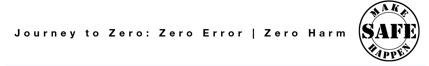 Journey to Zero: Zero Error | Zero Harm
MAKE
SAFE
HAPPEN